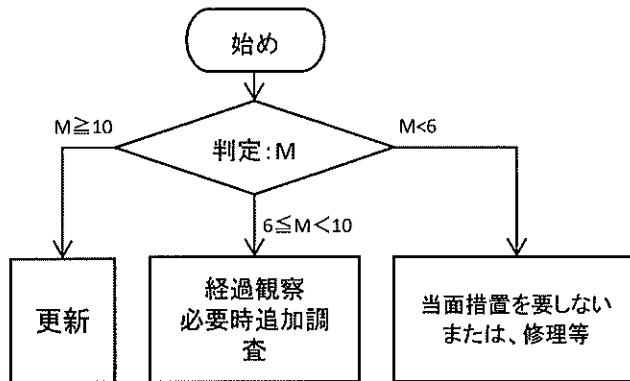 始め
M≧10
判定:M
M<6
6≦M<10
更新
経過観察
必要時追加調
査
当面措置を要しない
または、修理等